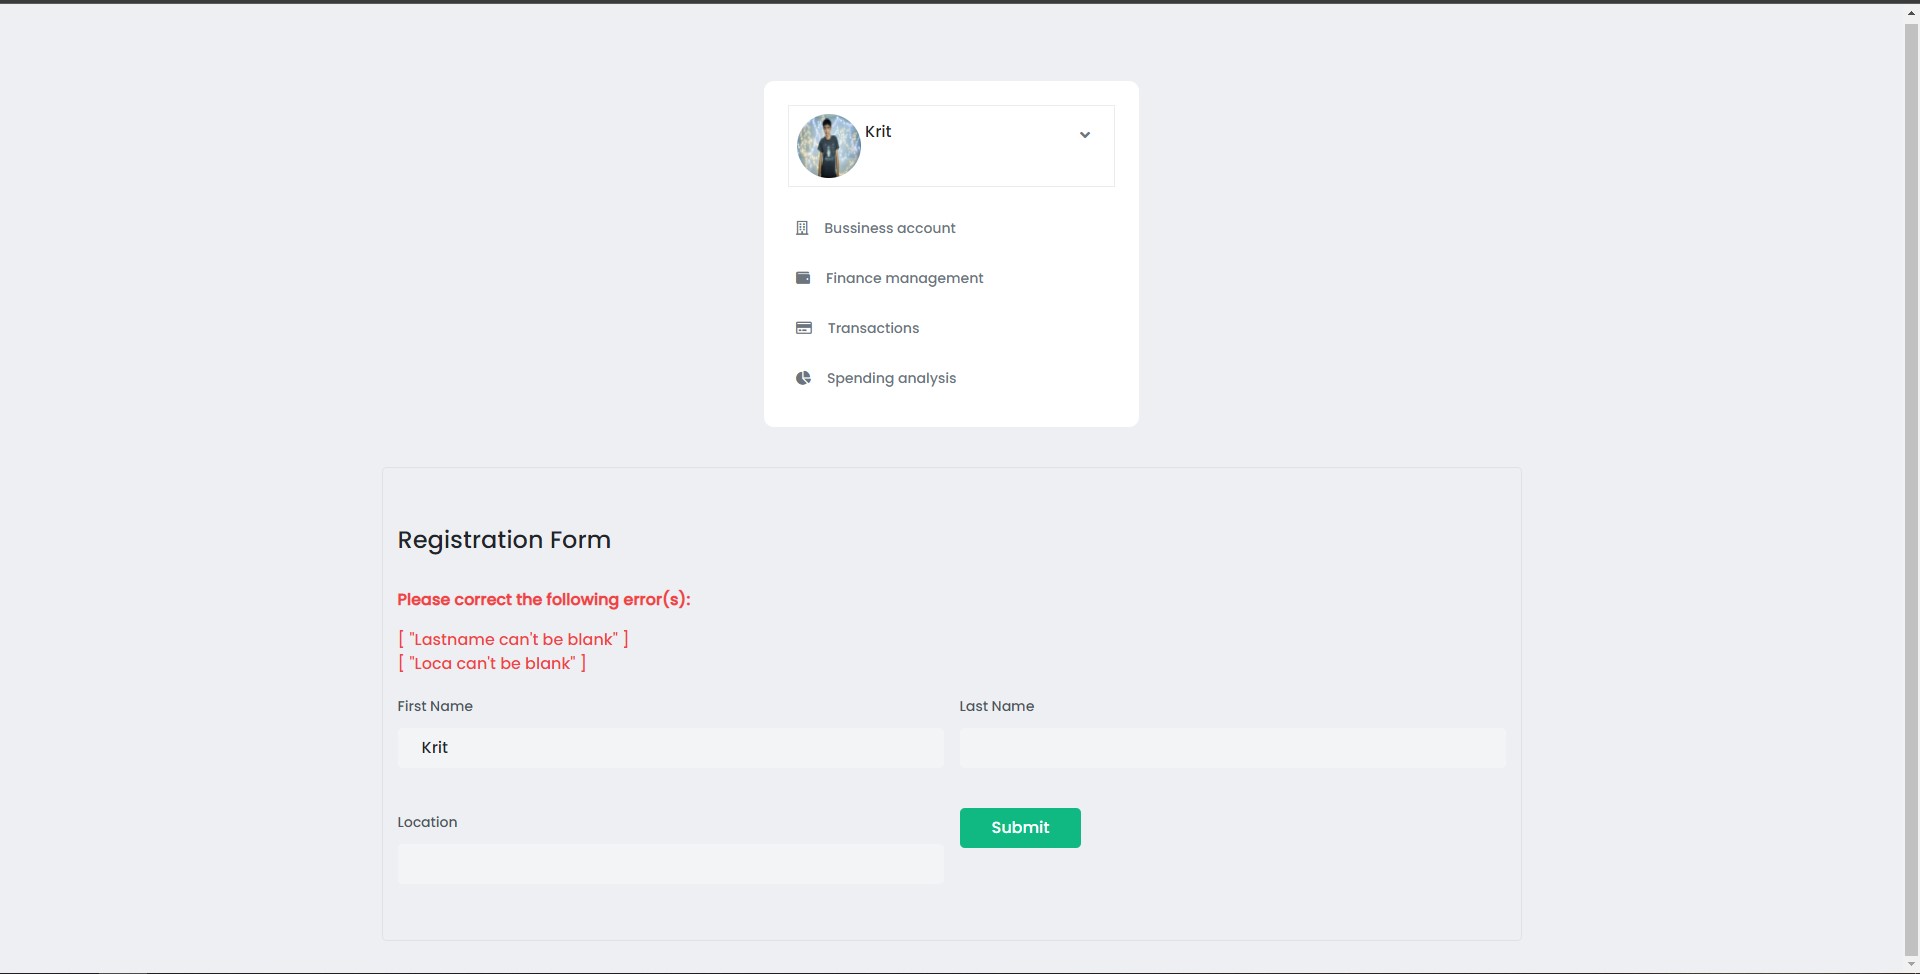 Krit
Bussiness account
Finance management
Transactions
Spending analysis
Registration Form
Please correct the following error(s):
[ "Lastname can't be blank" ]
[ "Loca can't be blank" ]
First Name
Last Name
Krit
Location
Submit